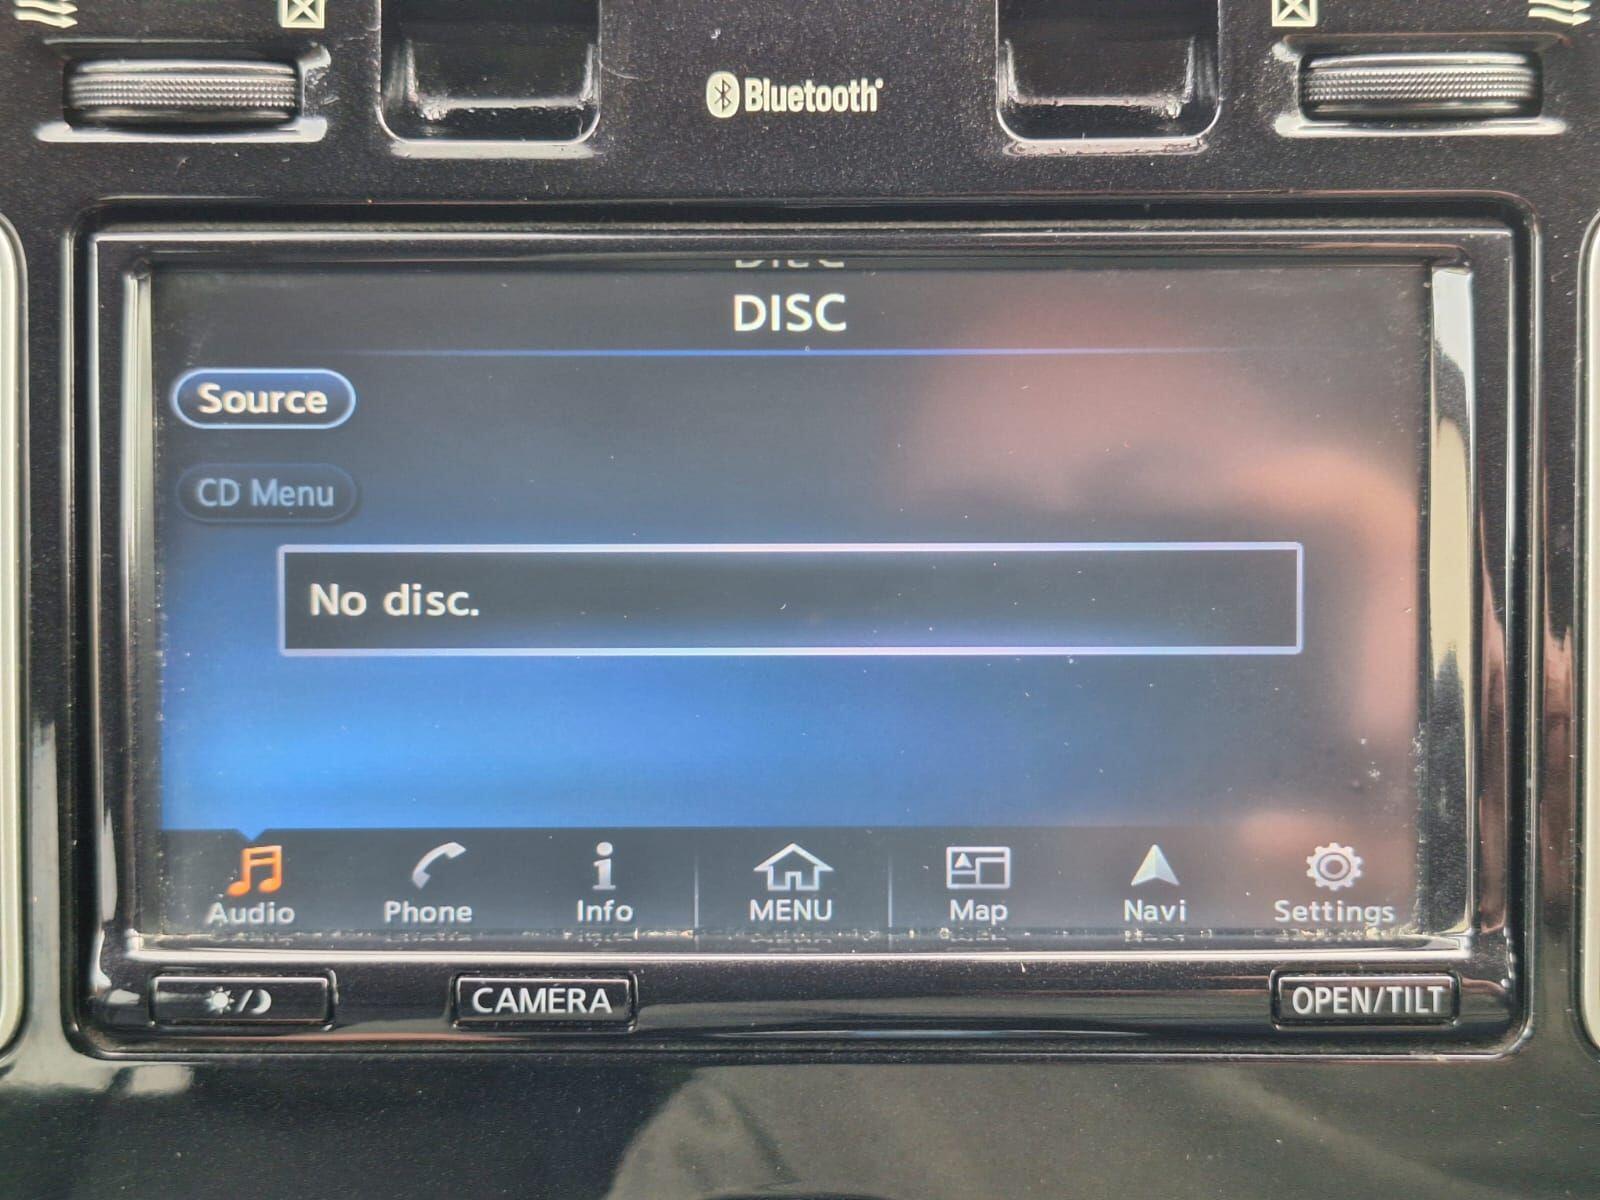 Bluetooth®
DISC
Source
CD Menu
No disc.
Audio
Phone
Info
MENU
Map
Navi
Settings
CAMERA
OPEN/TILT